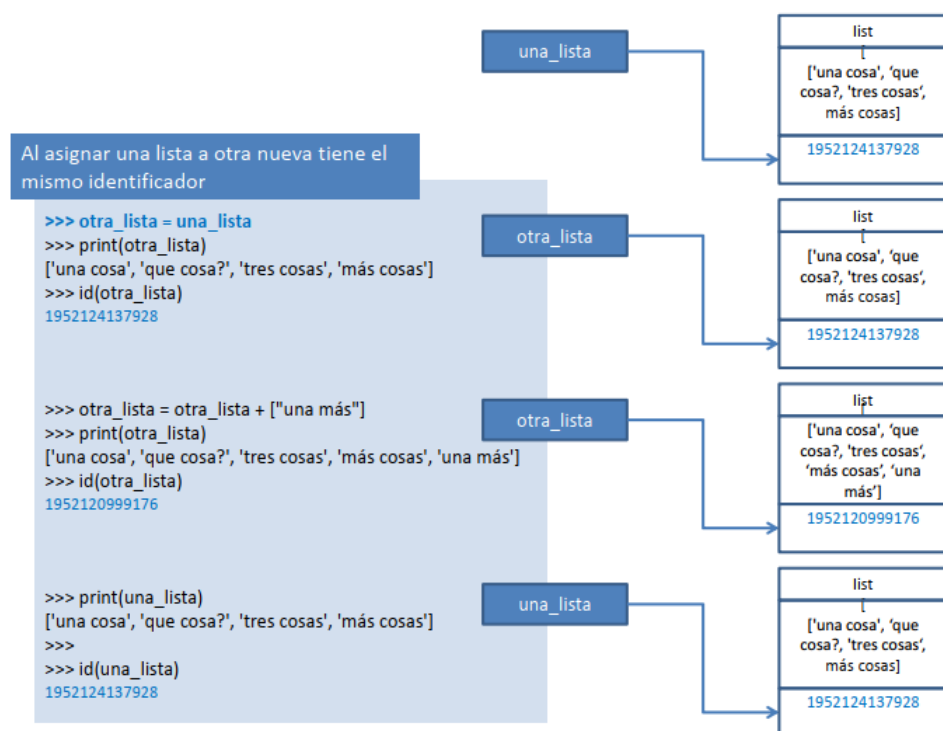 una_lista
list
[
['una cosa', ‘que
cosa?, 'tres cosas‘,
más cosas]
1952124137928
Al asignar una lista a otra nueva tiene el
mismo identificador
>>> otra_lista = una_lista
>>> print(otra_lista)
['una cosa', 'que cosa?', 'tres cosas', 'más cosas']
>>> id(otra_lista)
1952124137928
otra_lista
list
[
['una cosa', ‘que
cosa?, 'tres cosas‘,
más cosas]
1952124137928
>>> otra_lista = otra_lista + ["una más"]
>>> print(otra_lista)
['una cosa', 'que cosa?', 'tres cosas', 'más cosas', 'una más']
>>> id(otra_lista)
1952120999176
otra_lista
list
[
['una cosa', ‘que
cosa?, 'tres cosas‘,
‘más cosas’, ‘una
más’]
1952120999176
>>> print(una_lista)
['una cosa', 'que cosa?', 'tres cosas', 'más cosas']
>>>
>>> id(una_lista)
1952124137928
una_lista
list
[
['una cosa', ‘que
cosa?, 'tres cosas‘,
más cosas]
1952124137928